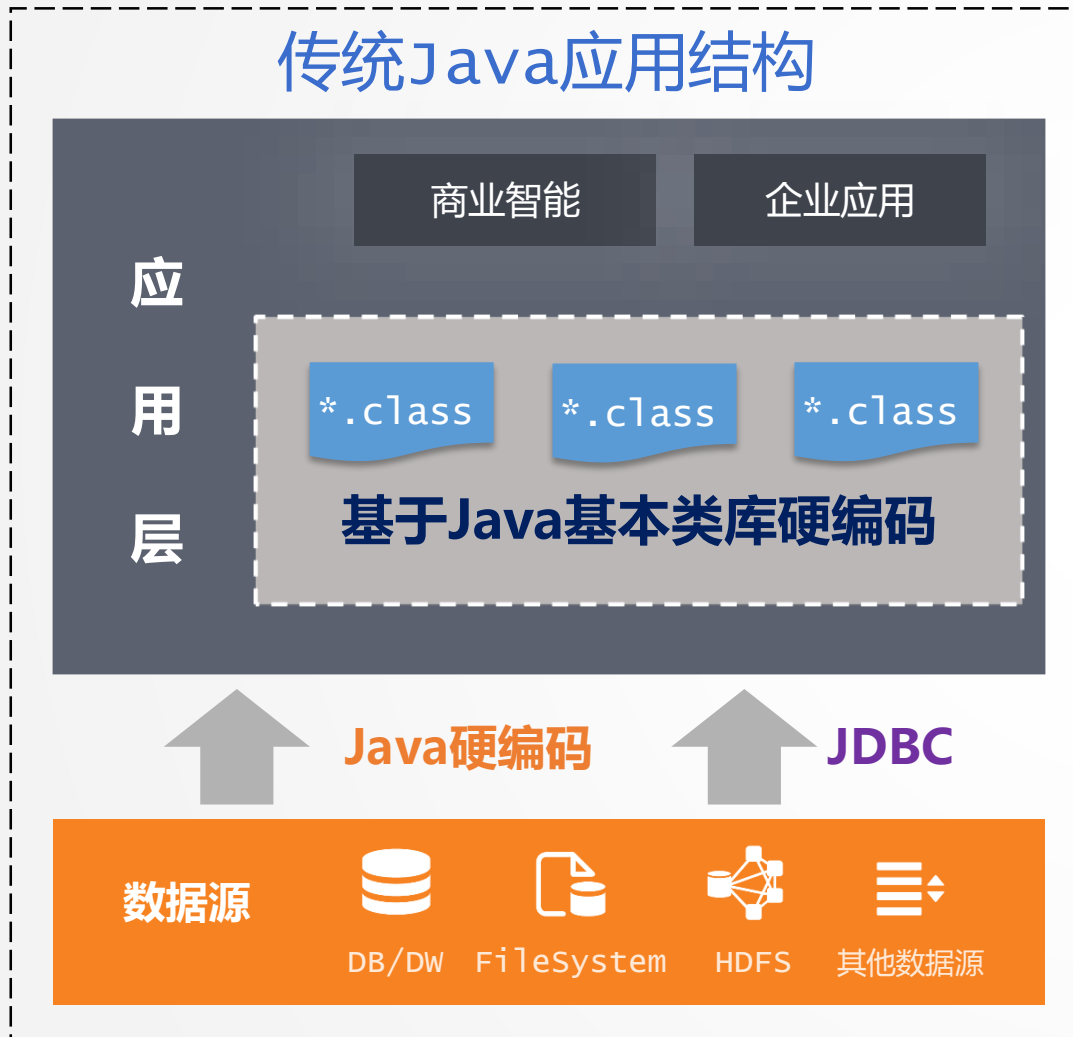 传统Java应用结构
商业智能
企业应用
应
用
层
*.class
*.class
*.class
基于Java基本类库硬编码
Java硬编码
JDBC
数据源
DB/DW
FileSystem
HDFS
其他数据源